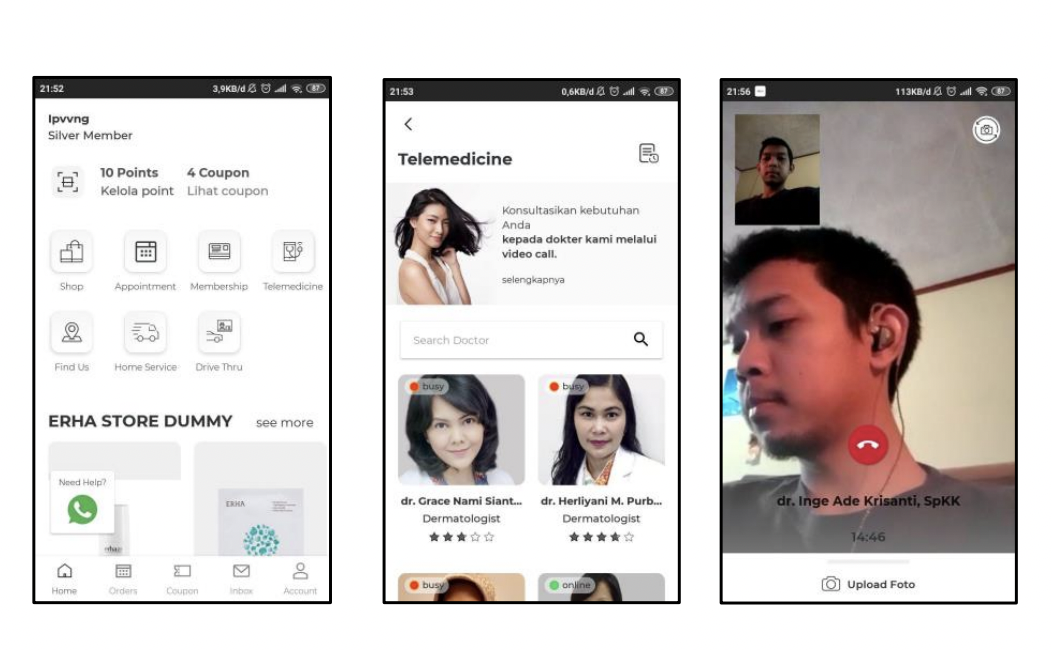 21:52
3,9KB/d
87
Ipvvng
Silver Member
10 Points 4 Coupon
Kelola point Lihat coupon
Shop Appointment Membership Telemedicine
Find Us Home Service Drive Thru
ERHA STORE DUMMY see more
Need Help?
ERHA
erha
Home Orders Coupon Inbox Account
21:53
0,6KB/d
87
Telemedicine
Konsultasikan kebutuhan
Anda
kepada dokter kami melalui
video call.
selengkapnya
Search Doctor
busy busy
dr. Grace Nami Siant... dr. Herliyani M. Purb...
Dermatologist Dermatologist
busy online
21:56
113KB/d
87
dr. Inge Ade Krisanti, SpKK
14:46
Upload Foto